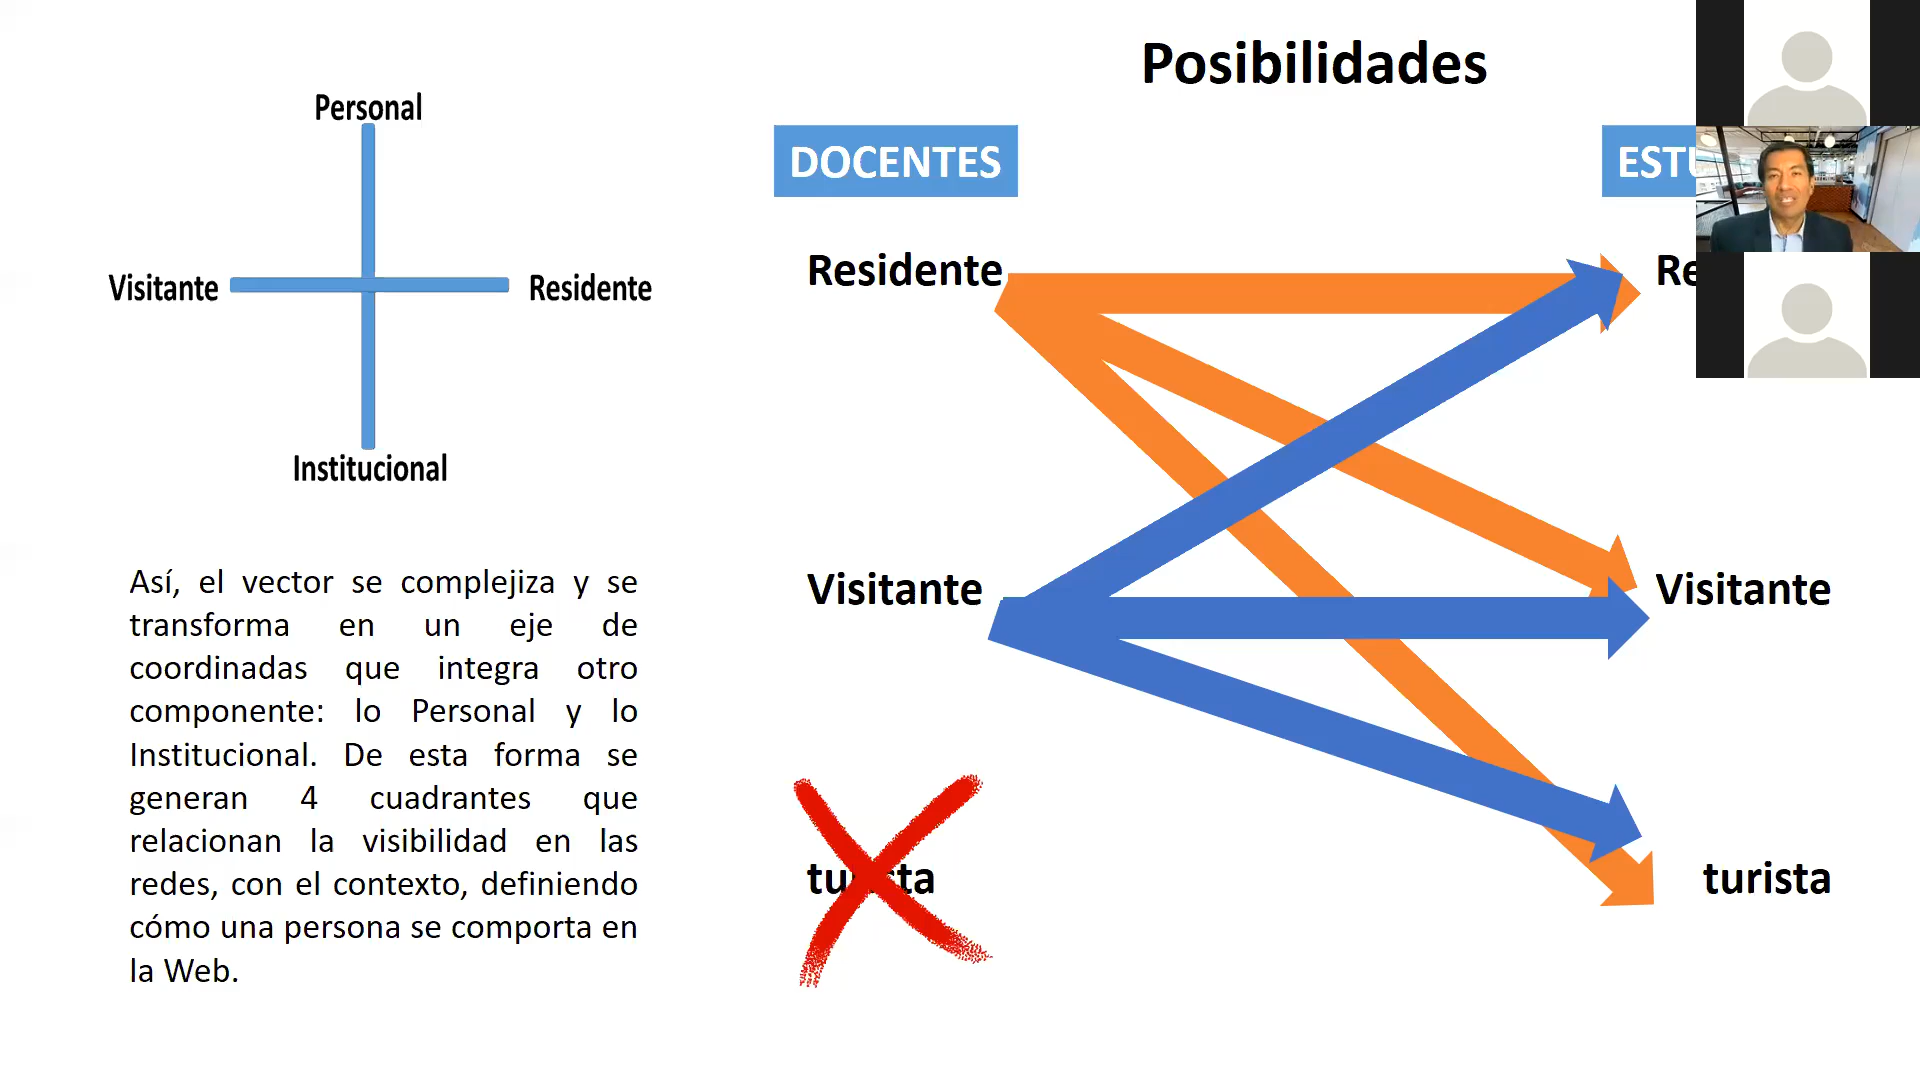 Personal
Visitante
Residente
Institucional
Así, el vector se complejiza y se
transforma en un eje de
coordinadas que integra otro
componente: lo Personal y lo
Institucional. De esta forma se
generan 4 cuadrantes que
relacionan la visibilidad en las
redes, con el contexto, definiendo
cómo una persona se comporta en
la Web.
Posibilidades
DOCENTES
Residente
Visitante
Visitante
turista